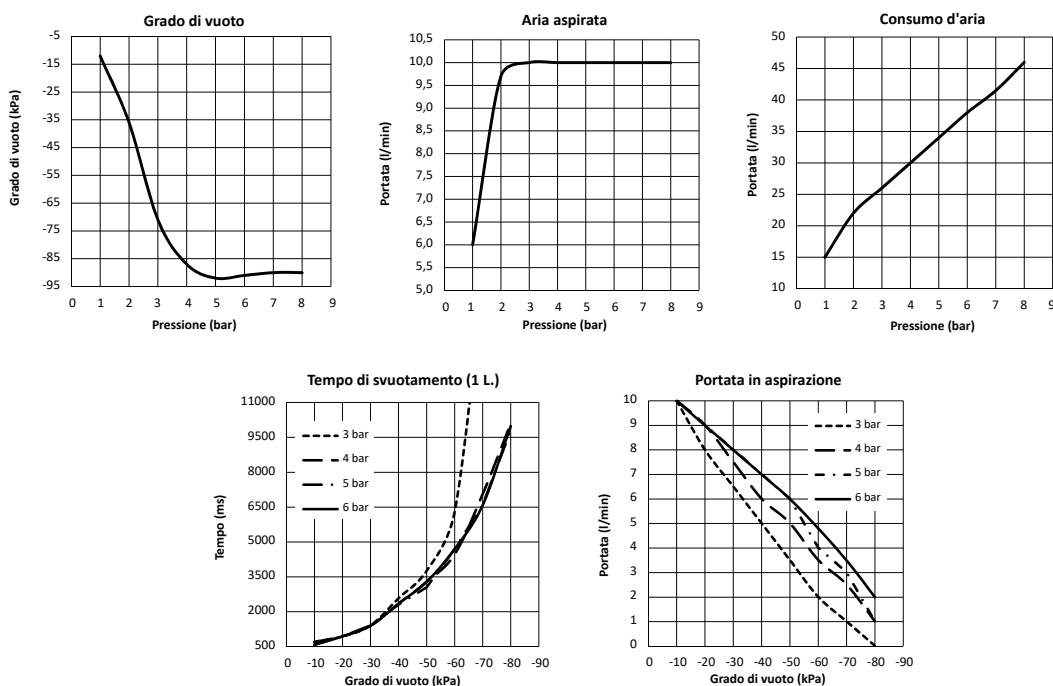 Grado di vuoto
Grado di vuoto (kPa)
-5
-15
-25
-35
-45
-55
-65
-75
-85
-95
0 1 2 3 4 5 6 7 8 9
Pressione (bar)
Aria aspirata
Portata (l/min)
10,5
10,0
9,5
9,0
8,5
8,0
7,5
7,0
6,5
6,0
5,5
5,0
0 1 2 3 4 5 6 7 8 9
Pressione (bar)
Consumo d'aria
Portata (l/min)
50
45
40
35
30
25
20
15
10
0 1 2 3 4 5 6 7 8 9
Pressione (bar)
Tempo di svuotamento (1 L.)
Tempo (ms)
11000
9500
8000
6500
5000
3500
2000
500
3 bar
4 bar
5 bar
6 bar
0 -10 -20 -30 -40 -50 -60 -70 -80 -90
Grado di vuoto (kPa)
Portata in aspirazione
Portata (l/min)
10
9
8
7
6
5
4
3
2
1
0
3 bar
4 bar
5 bar
6 bar
0 -10 -20 -30 -40 -50 -60 -70 -80 -90
Grado di vuoto (kPa)